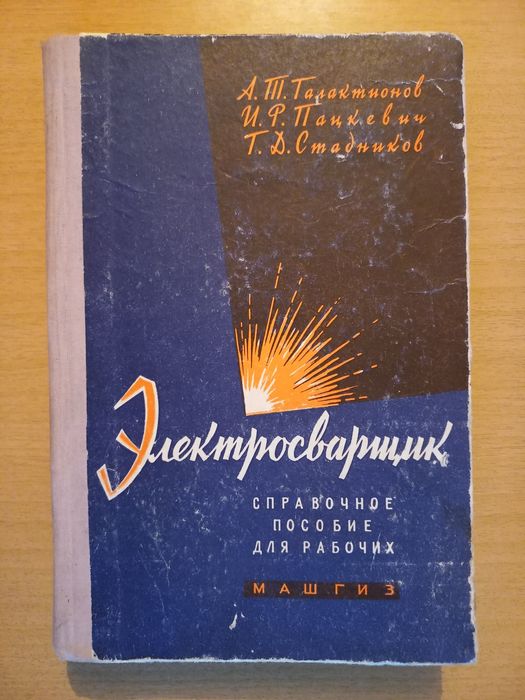 А. Т. Галактионов
И. Р. Пацкевич
Г. Д. Стадников
Электросварщик
СПРАВОЧНОЕ
ПОСОБИЕ
ДЛЯ РАБОЧИХ
МАШГИЗ